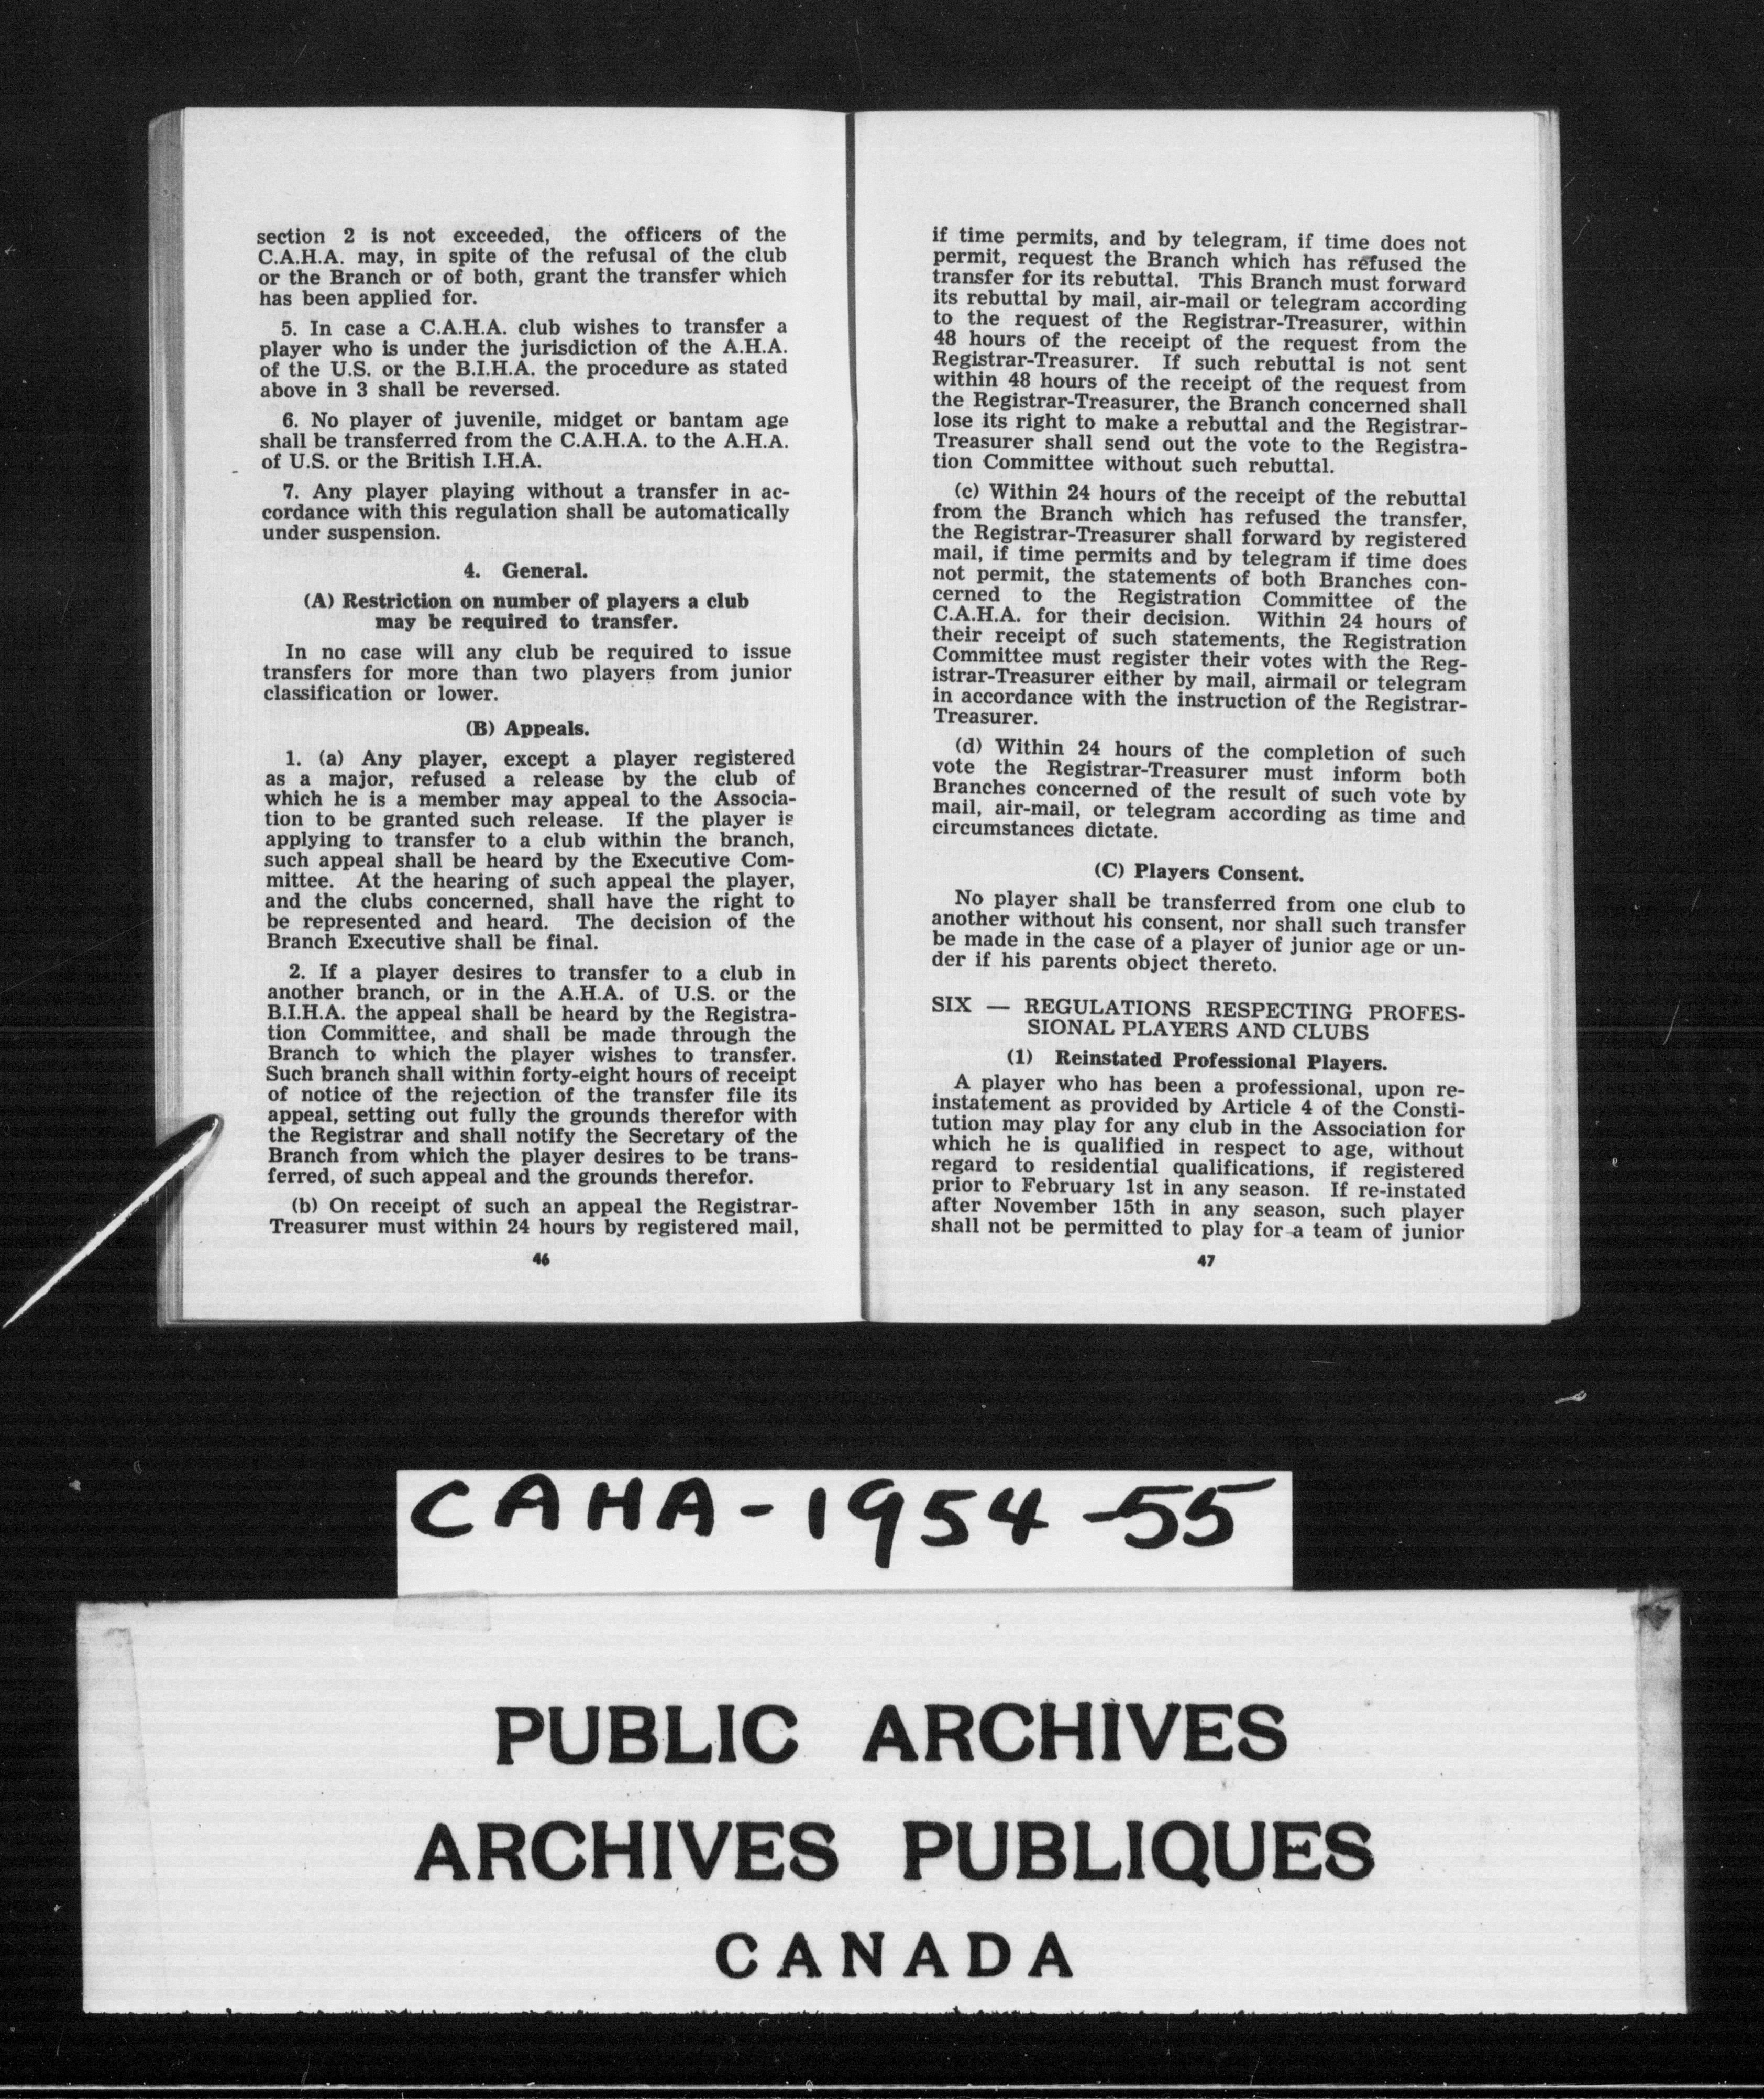 section 2 is not exceeded, the officers of the
C.A.H.A. may, in spite of the refusal of the club
or the Branch or of both, grant the transfer which
has been applied for.
5. In case a C.A.H.A. club wishes to transfer a
player who is under the jurisdiction of the A.H.A.
of the U.S. or the B.I.H.A. the procedure as stated
above in 3 shall be reversed.
6. No player of juvenile, midget or bantam age
shall be transferred from the C.A.H.A. to the A.H.A.
of U.S. or the British I.H.A.
7. Any player playing without a transfer in ac-
cordance with this regulation shall be automatically
under suspension.
4. General.
(A) Restriction on number of players a club
may be required to transfer.
In no case will any club be required to issue
transfers for more than two players from junior
classification or lower.
(B) Appeals.
1. (a) Any player, except a player registered
as a major, refused a release by the club of
which he is a member may appeal to the Associa-
tion to be granted such release. If the player is
applying to transfer to a club within the branch,
such appeal shall be heard by the Executive Com-
mittee. At the hearing of such appeal the player,
and the clubs concerned, shall have the right to
be represented and heard. The decision of the
Branch Executive shall be final.
2. If a player desires to transfer to a club in
another branch, or in the A.H.A. of U.S. or the
B.I.H.A. the appeal shall be heard by the Registra-
tion Committee, and shall be made through the
Branch to which the player wishes to transfer.
Such branch shall within forty-eight hours of receipt
of notice of the rejection of the transfer file its
appeal, setting out fully the grounds therefor with
the Registrar and shall notify the Secretary of the
Branch from which the player desires to be trans-
ferred, of such appeal and the grounds therefor.
(b) On receipt of such an appeal the Registrar-
Treasurer must within 24 hours by registered mail,
46
if time permits, and by telegram, if time does not
permit, request the Branch which has refused the
transfer for its rebuttal. This Branch must forward
its rebuttal by mail, air-mail or telegram according
to the request of the Registrar-Treasurer, within
48 hours of the receipt of the request from the
Registrar-Treasurer. If such rebuttal is not sent
within 48 hours of the receipt of the request from
the Registrar-Treasurer, the Branch concerned shall
lose its right to make a rebuttal and the Registrar-
Treasurer shall send out the vote to the Registra-
tion Committee without such rebuttal.
(c) Within 24 hours of the receipt of the rebuttal
from the Branch which has refused the transfer,
the Registrar-Treasurer shall forward by registered
mail, if time permits and by telegram if time does
not permit, the statements of both Branches con-
cerned to the Registration Committee of the
C.A.H.A. for their decision. Within 24 hours of
their receipt of such statements, the Registration
Committee must register their votes with the Reg-
istrar-Treasurer either by mail, airmail or telegram
in accordance with the instruction of the Registrar-
Treasurer.
(d) Within 24 hours of the completion of such
vote the Registrar-Treasurer must inform both
Branches concerned of the result of such vote by
mail, air-mail, or telegram according as time and
circumstances dictate.
(C) Players Consent.
No player shall be transferred from one club to
another without his consent, nor shall such transfer
be made in the case of a player of junior age or un-
der if his parents object thereto.
SIX — REGULATIONS RESPECTING PROFES-
SIONAL PLAYERS AND CLUBS
(1) Reinstated Professional Players.
A player who has been a professional, upon re-
instatement as provided by Article 4 of the Consti-
tution may play for any club in the Association for
which he is qualified in respect to age, without
regard to residential qualifications, if registered
prior to February 1st in any season. If re-instated
after November 15th in any season, such player
shall not be permitted to play for a team of junior
47
CAHA-1954-55
PUBLIC ARCHIVES
ARCHIVES PUBLIQUES
CANADA